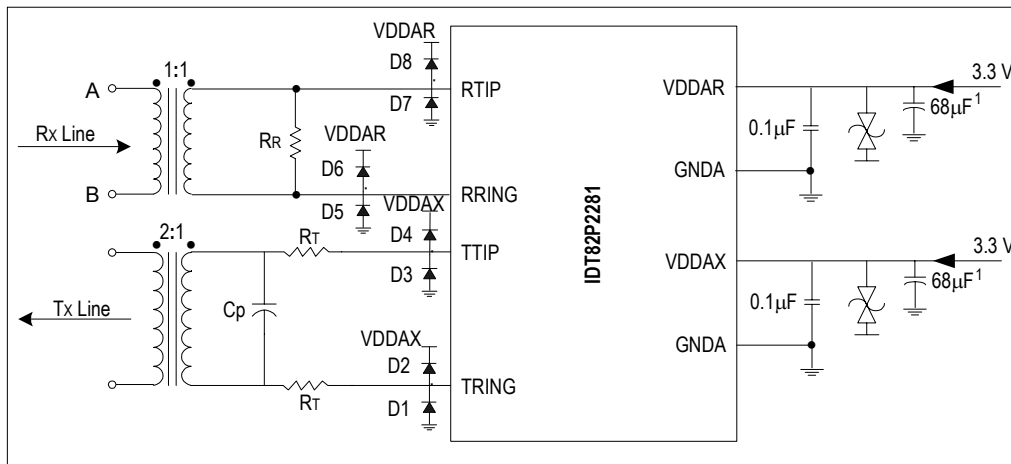 VDDAR
D8
1:1
A
RTIP
D7
Rx Line
RR
VDDAR
D6
B
RRING
D5
VDDAX
2:1
RT
D4
TTIP
D3
Cp
Tx Line
VDDAX
D2
TRING
RT
D1
IDT82P2281
VDDAR
3.3 V
0.1μF
68μF1
GNDA
VDDAX
3.3 V
0.1μF
68μF1
GNDA